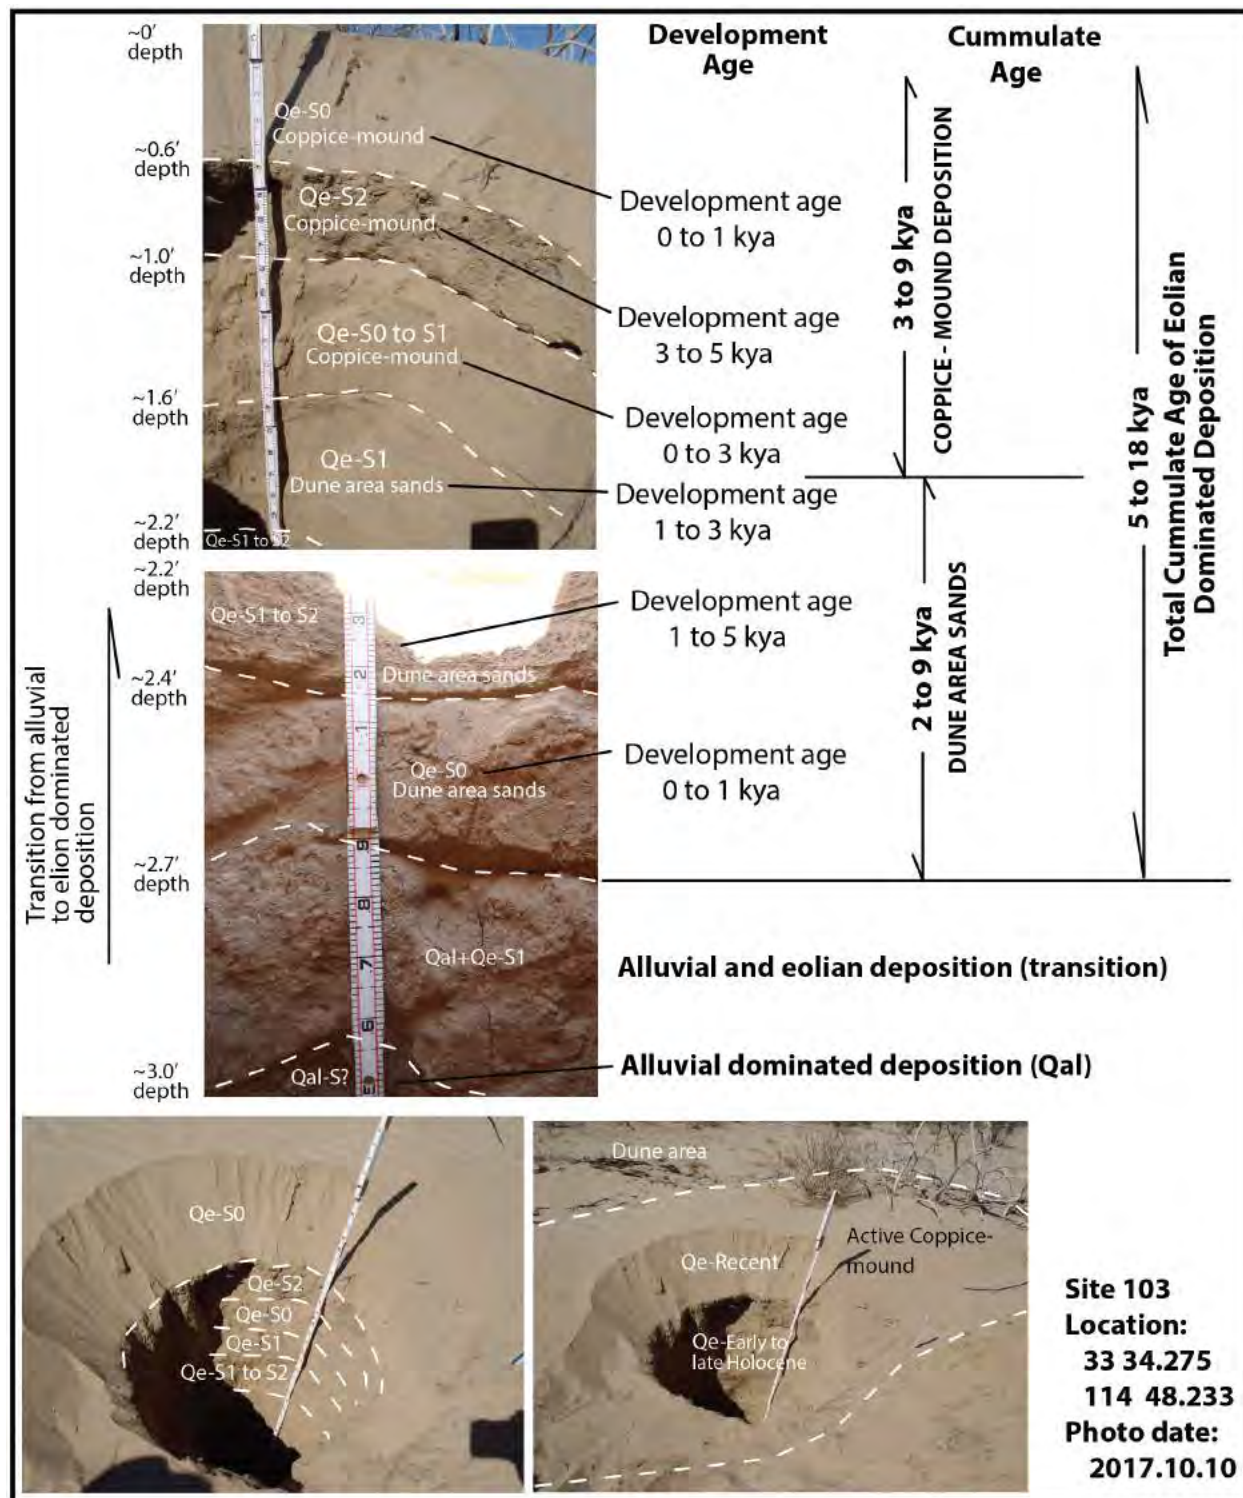 Development
Age
Cummulate
Age
~0'
depth
Qe-S0
Coppice-mound
~0.6'
depth
Qe-S2
Coppice-mound
~1.0'
depth
Qe-S0 to S1
Coppice-mound
~1.6'
depth
Qe-S1
Dune area sands
~2.2'
depth
Qe-S1 to S2
Development age
0 to 1 kya
Development age
3 to 5 kya
Development age
0 to 3 kya
Development age
1 to 3 kya
3 to 9 kya
COPPICE - MOUND DEPOSITION
5 to 18 kya
Total Cummulate Age of Eolian
Dominated Deposition
~2.2'
depth
Qe-S1 to S2
Dune area sands
~2.4'
depth
Qe-S0
Dune area sands
~2.7'
depth
Qal+Qe-S1
~3.0'
depth
Qal-S?
3
2
1
9
8
7
6
Development age
1 to 5 kya
Development age
0 to 1 kya
2 to 9 kya
DUNE AREA SANDS
Transition from alluvial
to elion dominated
deposition
Alluvial and eolian deposition (transition)
Alluvial dominated deposition (Qal)
Qe-S0
Qe-S2
Qe-S0
Qe-S1
Qe-S1 to S2
Dune area
Active Coppice-
mound
Qe-Recent
Qe-Early to
late Holocene
Site 103
Location:
33 34.275
114 48.233
Photo date:
2017.10.10